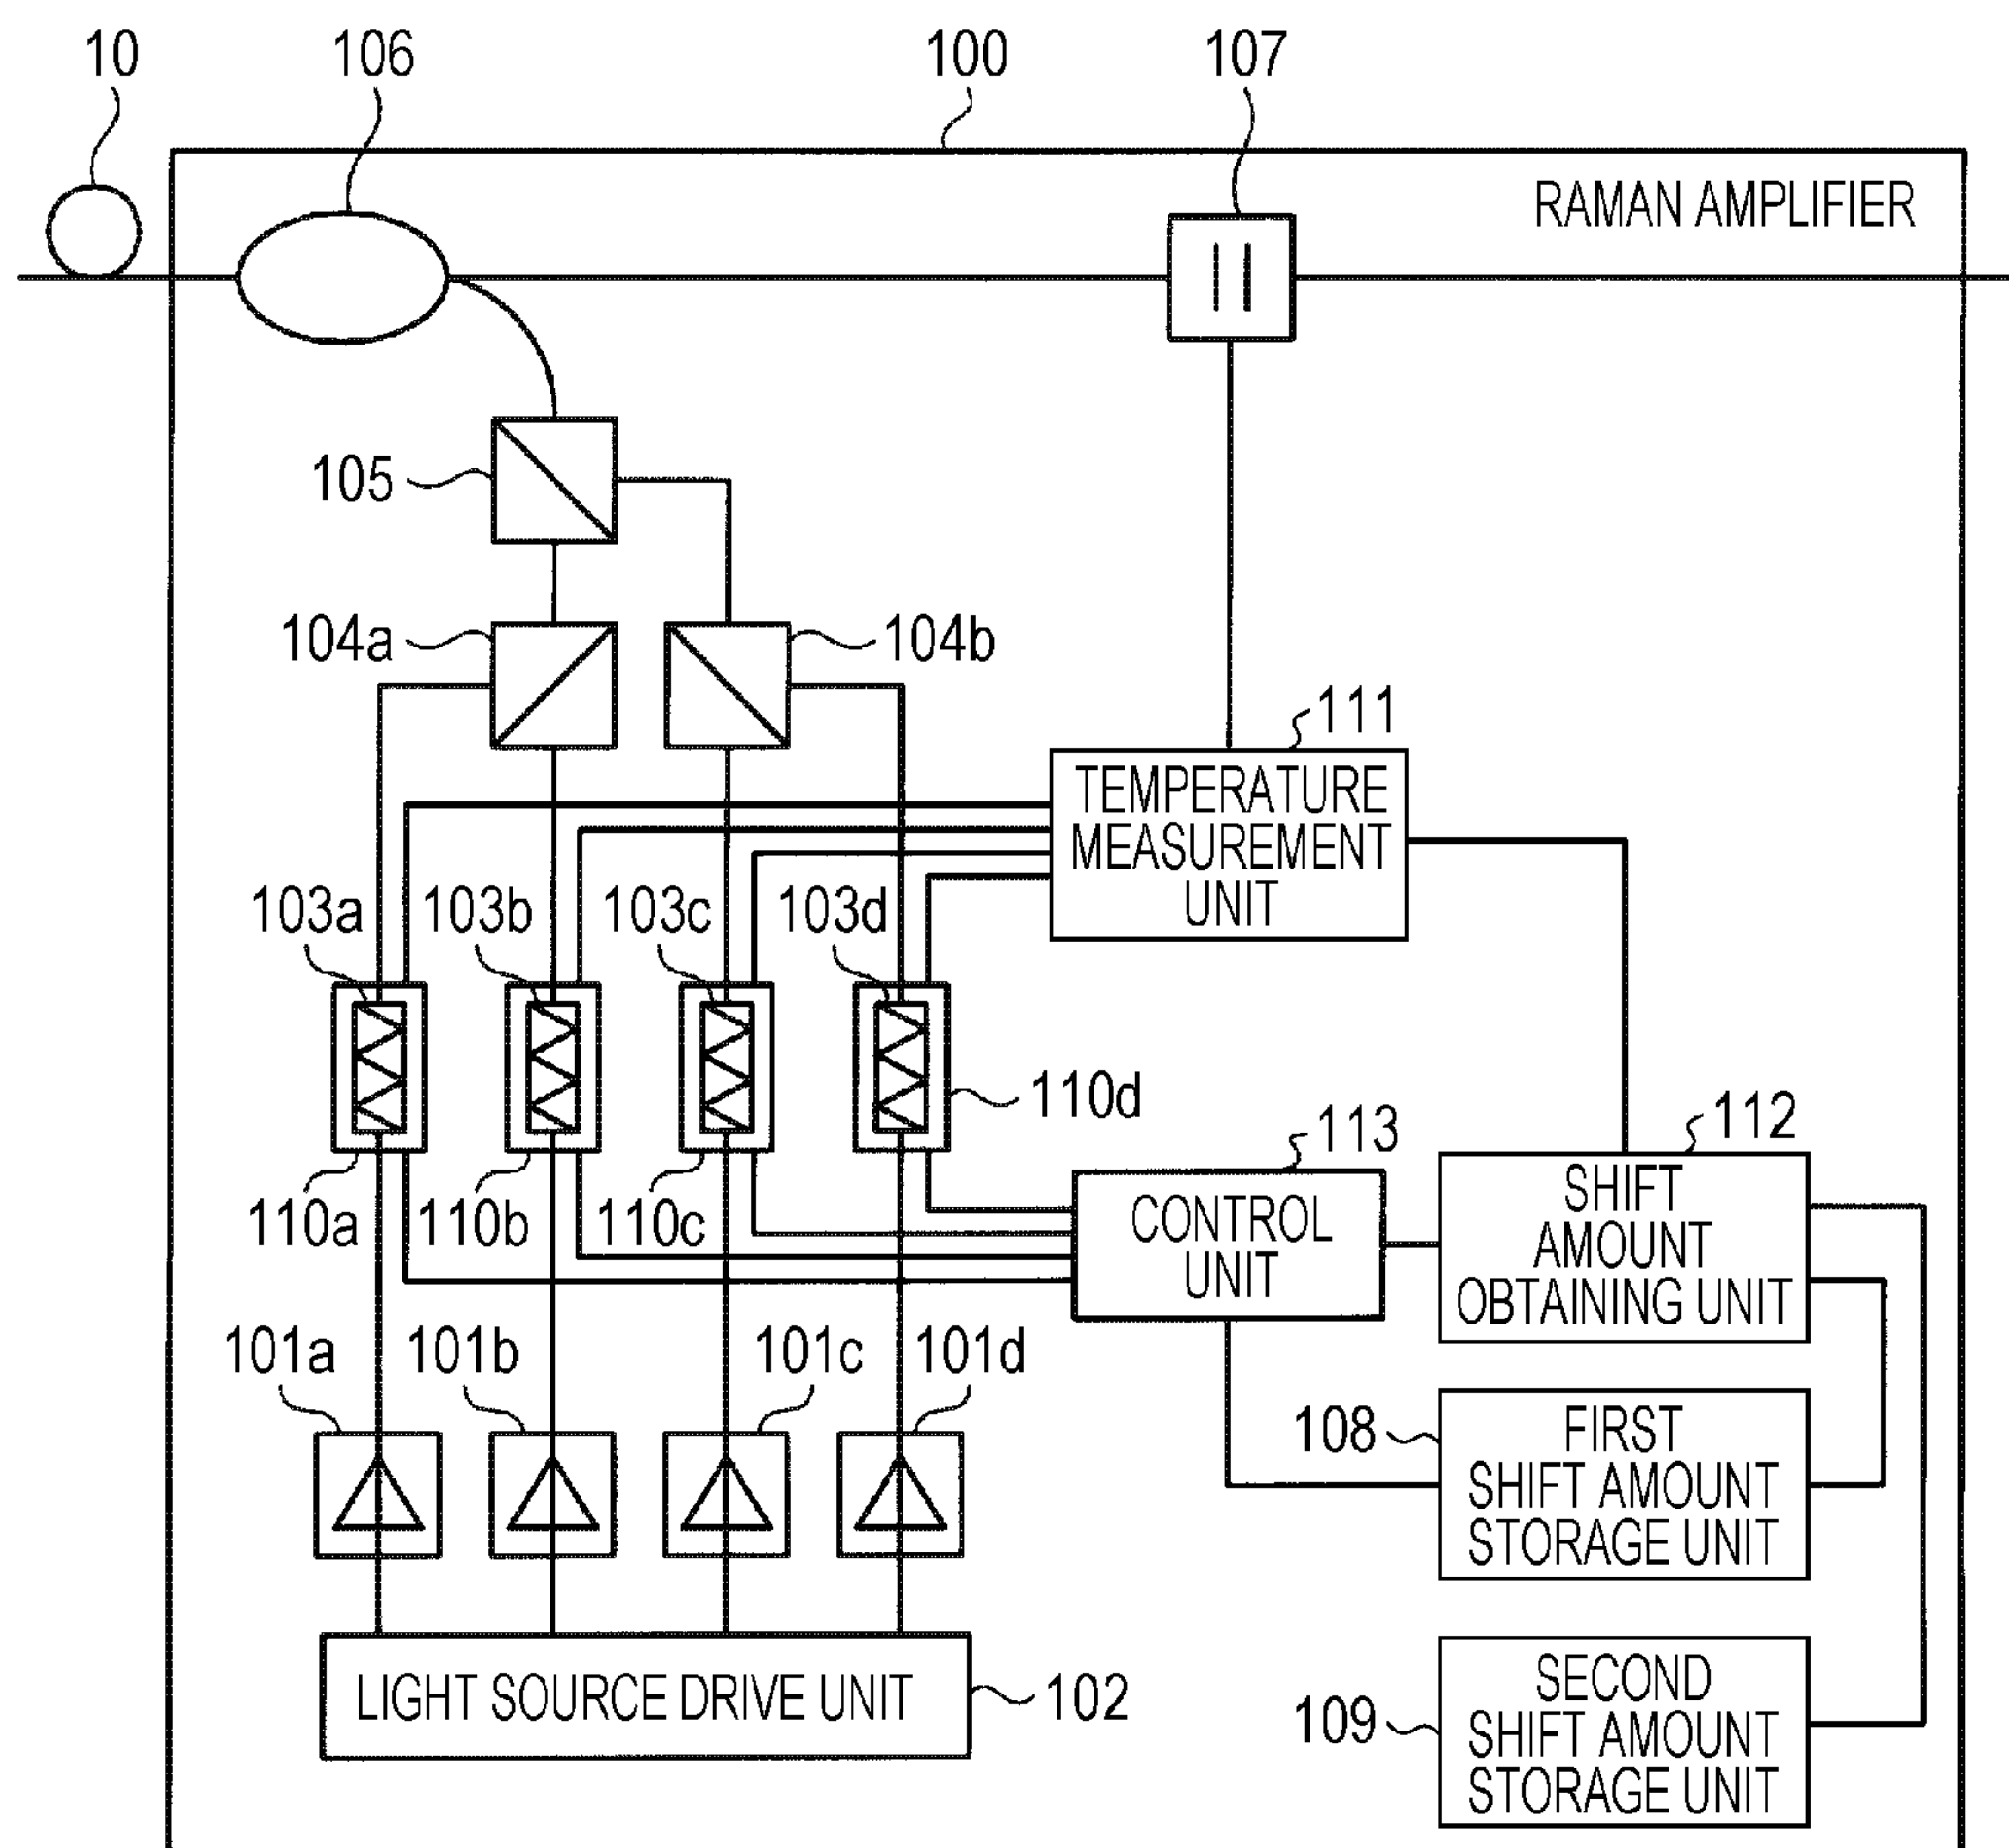 10
106
100
107
RAMAN AMPLIFIER
105
104a
104b
111
TEMPERATURE
MEASUREMENT
UNIT
103a
103b
103c
103d
110d
113
112
110a
110b
110c
CONTROL
UNIT
SHIFT
AMOUNT
OBTAINING UNIT
101a
101b
101c
101d
108
FIRST
SHIFT AMOUNT
STORAGE UNIT
LIGHT SOURCE DRIVE UNIT
102
109
SECOND
SHIFT AMOUNT
STORAGE UNIT